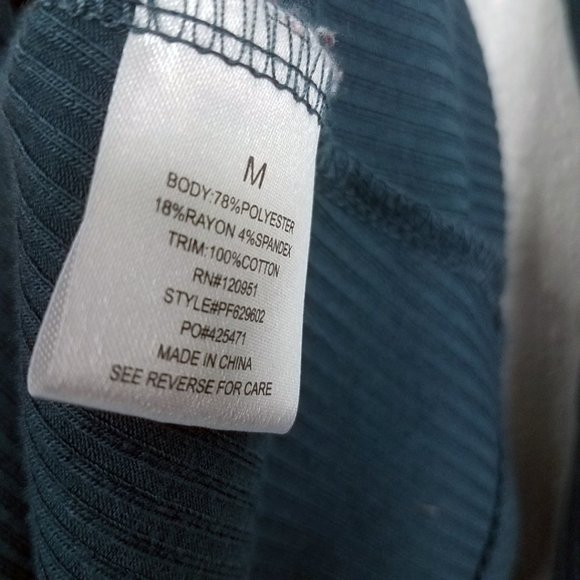 M
BODY:78%POLYESTER
18%RAYON 4%SPANDEX
TRIM:100%COTTON
RN#120951
STYLE#PF629602
PO#425471
MADE IN CHINA
SEE REVERSE FOR CARE